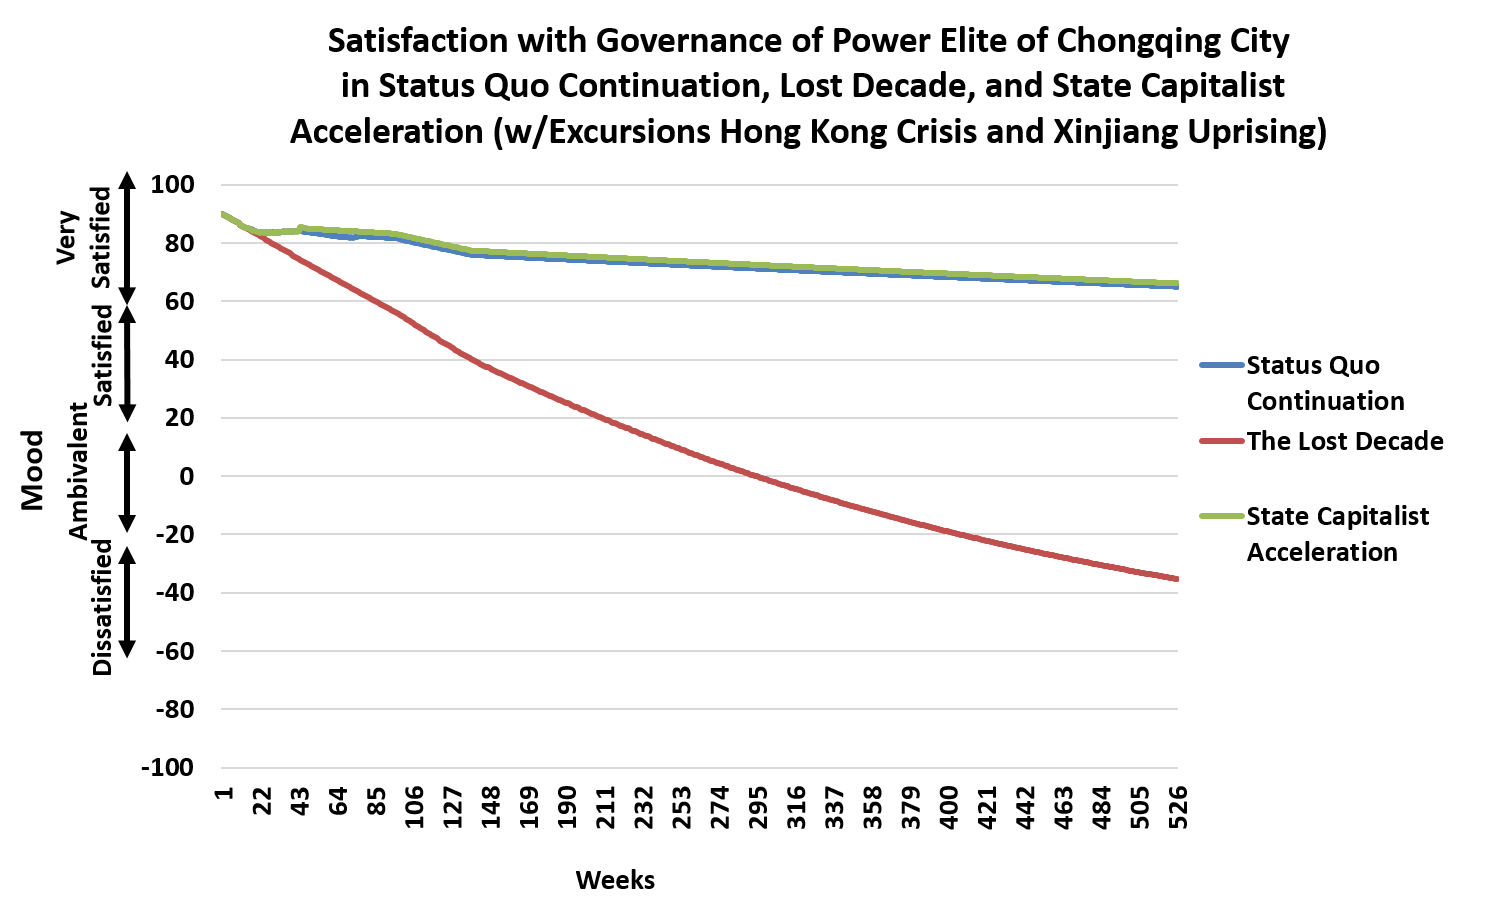 Satisfaction with Governance of Power Elite of Chongqing City
in Status Quo Continuation, Lost Decade, and State Capitalist
Acceleration (w/Excursions Hong Kong Crisis and Xinjiang Uprising)
Mood
Very
Satisfied
Satisfied
Ambivalent
Dissatisfied
100
80
60
40
20
0
-20
-40
-60
-80
-100
1 22 43 64 85 106 127 148 169 190 211 232 253 274 295 316 337 358 379 400 421 442 463 484 505 526
Weeks
Status Quo
Continuation
The Lost Decade
State Capitalist
Acceleration